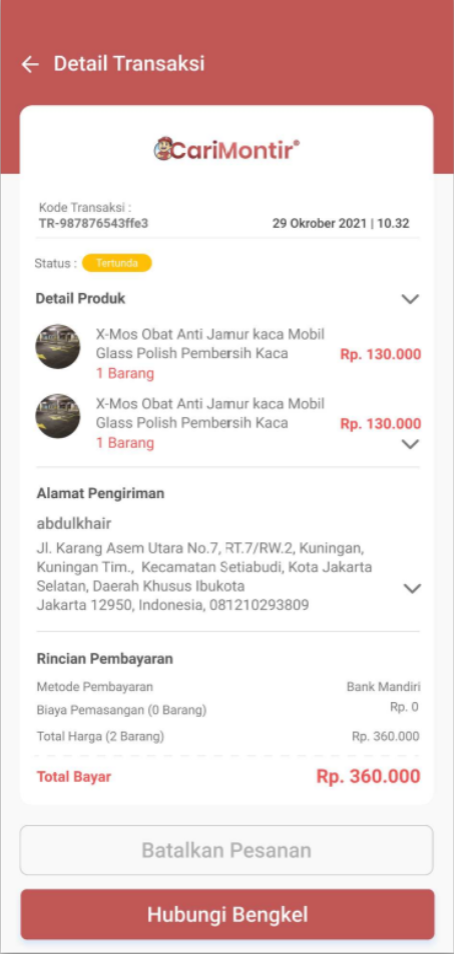 Detail Transaksi
CariMontir®
Kode Transaksi :
TR-987876543ffe3
29 Okrober 2021 | 10.32
Status : Tertunda
Detail Produk
X-Mos Obat Anti Jamur kaca Mobil
Glass Polish Pembersih Kaca
Rp. 130.000
1 Barang
X-Mos Obat Anti Jamur kaca Mobil
Glass Polish Pembersih Kaca
Rp. 130.000
1 Barang
Alamat Pengiriman
abdulkhair
Jl. Karang Asem Utara No.7, RT.7/RW.2, Kuningan,
Kuningan Tim., Kecamatan Setiabudi, Kota Jakarta
Selatan, Daerah Khusus Ibukota
Jakarta 12950, Indonesia, 081210293809
Rincian Pembayaran
Metode Pembayaran Bank Mandiri
Biaya Pemasangan (0 Barang) Rp. 0
Total Harga (2 Barang) Rp. 360.000
Total Bayar Rp. 360.000
Batalkan Pesanan
Hubungi Bengkel